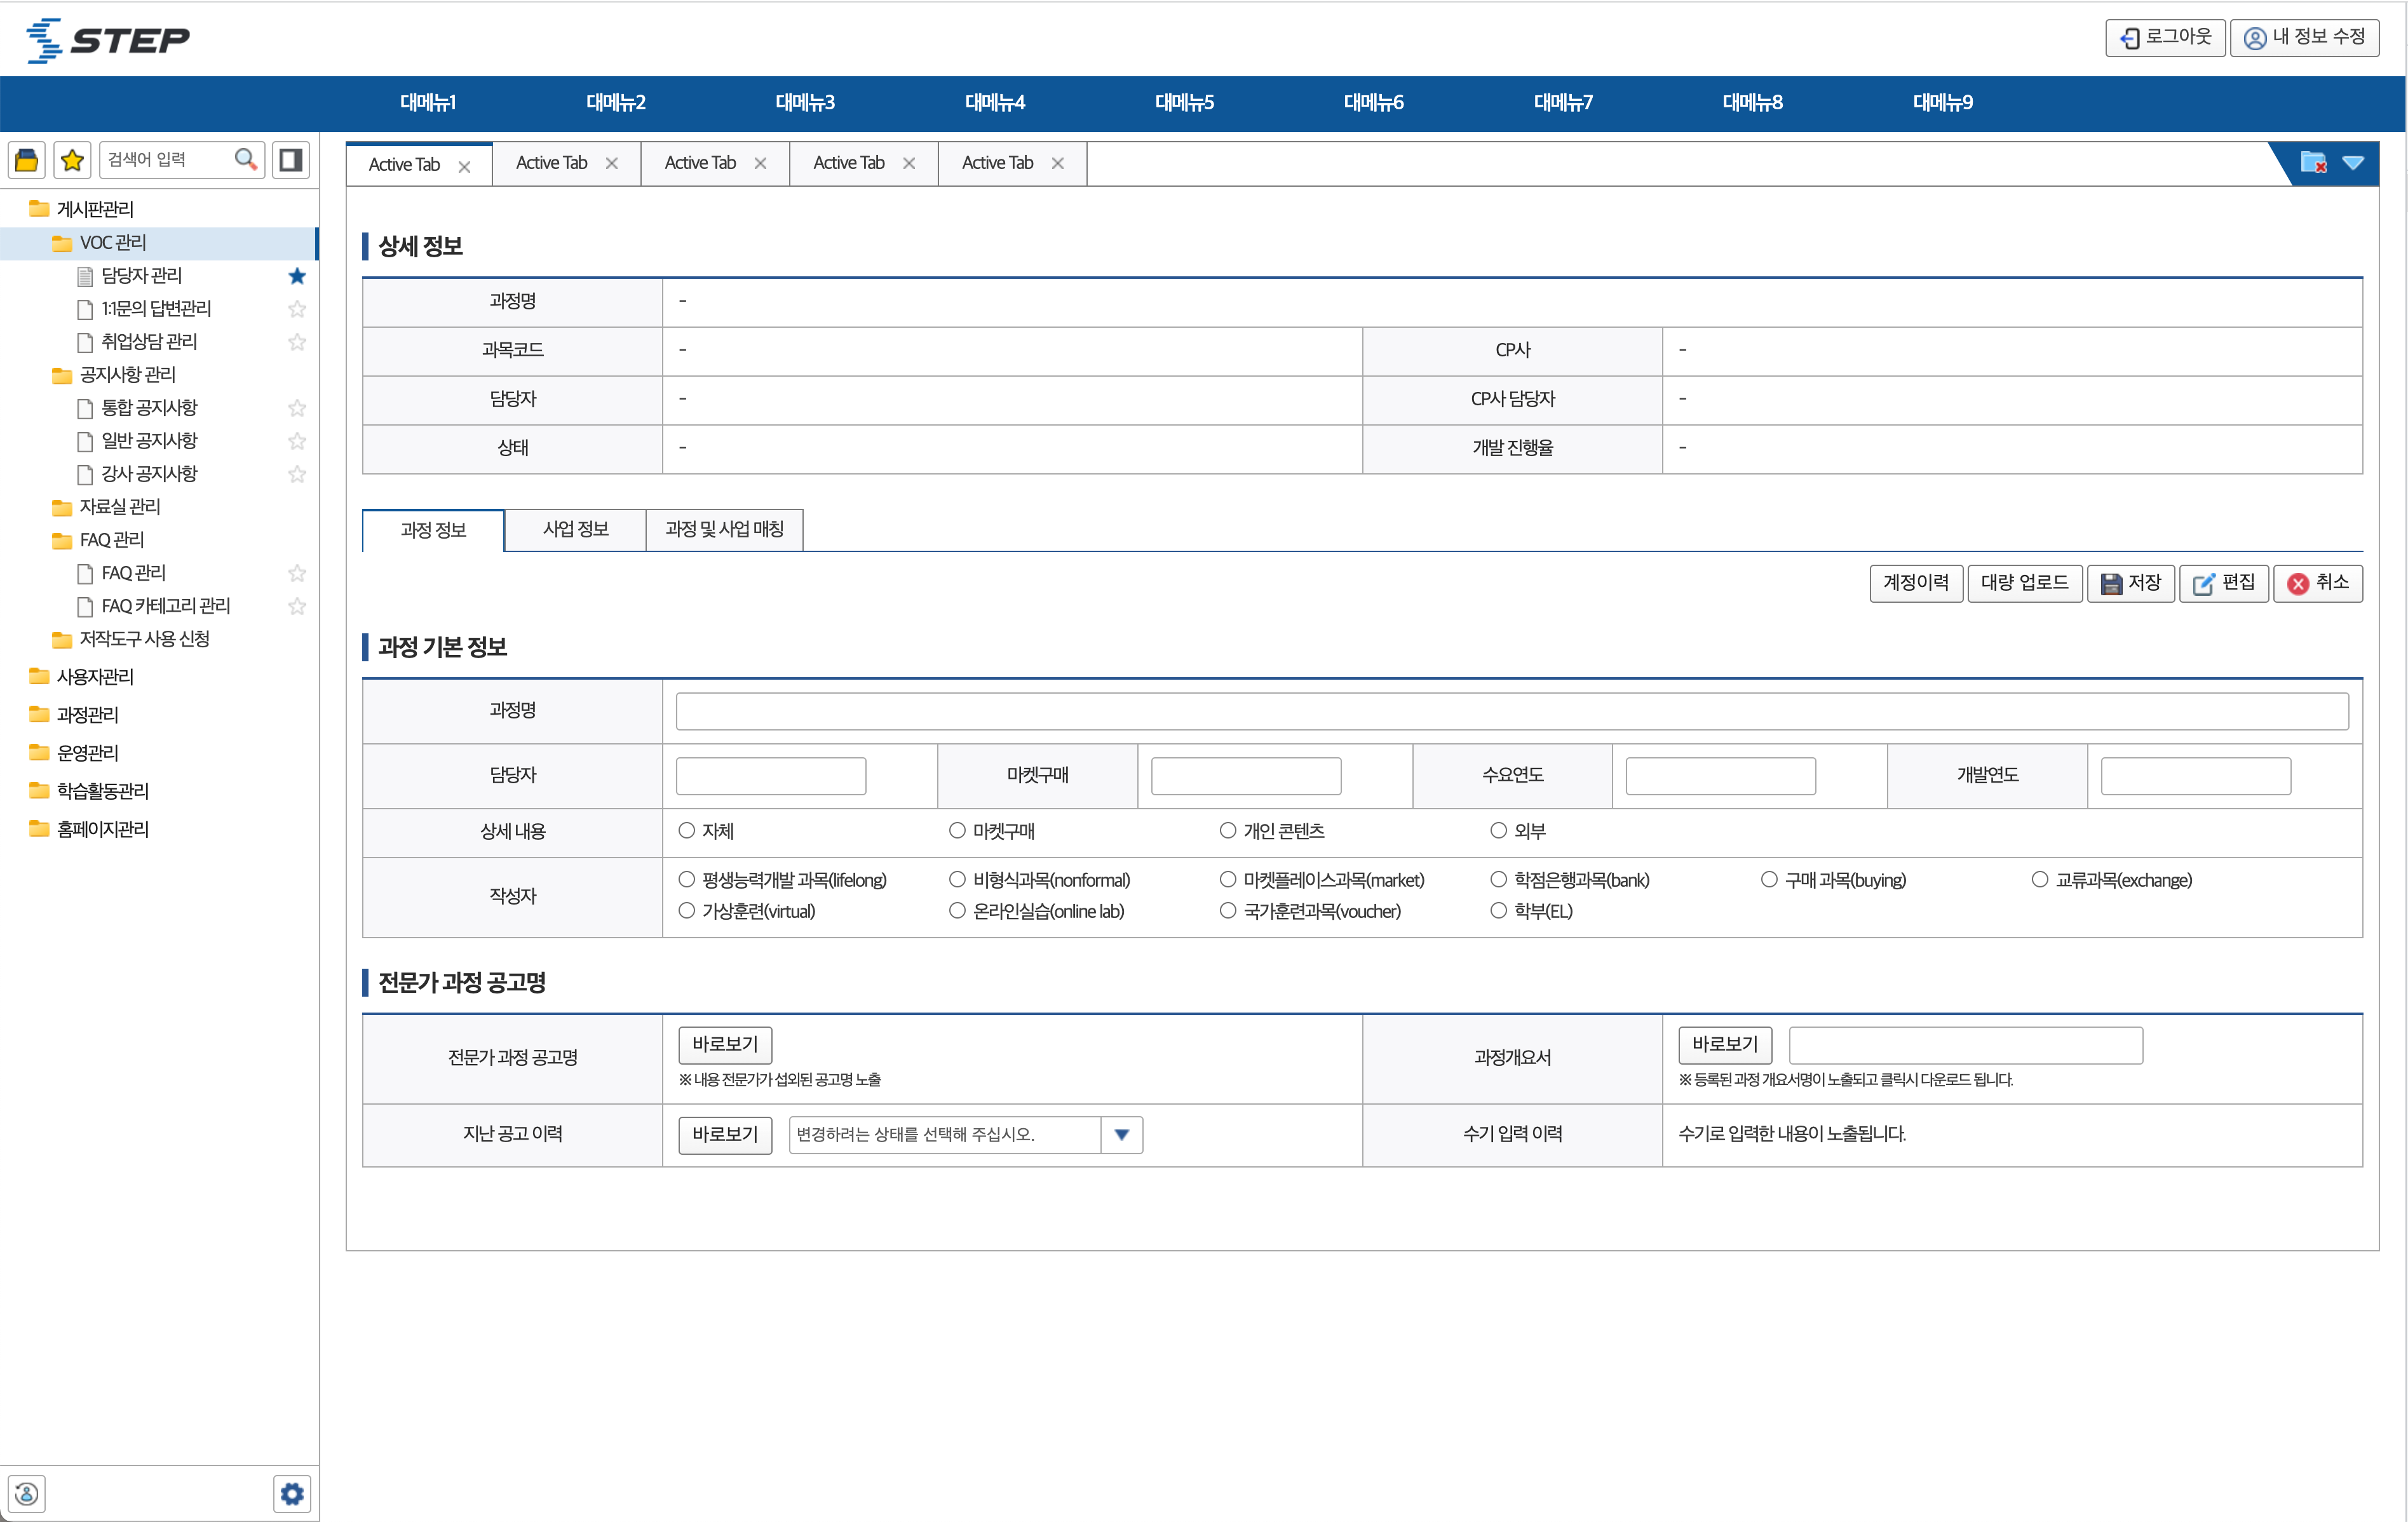 STEP
로그아웃
내 정보 수정
대메뉴1 대메뉴2 대메뉴3 대메뉴4 대메뉴5 대메뉴6 대메뉴7 대메뉴8 대메뉴9
검색어 입력
게시판관리
VOC 관리
담당자 관리
1:1문의 답변관리
취업상담 관리
공지사항 관리
통합 공지사항
일반 공지사항
강사 공지사항
자료실 관리
FAQ 관리
FAQ 관리
FAQ 카테고리 관리
저작도구 사용 신청
사용자관리
과정관리
운영관리
학습활동관리
홈페이지관리
Active Tab Active Tab Active Tab Active Tab Active Tab
상세 정보
과정명 -
과목코드 - CP사 -
담당자 - CP사 담당자 -
상태 - 개발 진행율 -
과정 정보 사업 정보 과정 및 사업 매칭
계정이력 대량 업로드 저장 편집 취소
과정 기본 정보
과정명
담당자 마켓구매 수요연도 개발연도
상세 내용 자체 마켓구매 개인 콘텐츠 외부
작성자
평생능력개발 과목(lifelong) 비형식과목(nonformal) 마켓플레이스과목(market) 학점은행과목(bank) 구매 과목(buying) 교류과목(exchange)
가상훈련(virtual) 온라인실습(online lab) 국가훈련과목(voucher) 학부(EL)
전문가 과정 공고명
전문가 과정 공고명 바로보기
※ 내용 전문가가 섭외된 공고명 노출
과정개요서 바로보기
※ 등록된 과정 개요서명이 노출되고 클릭시 다운로드 됩니다.
지난 공고 이력 바로보기 변경하려는 상태를 선택해 주십시오.
수기 입력 이력 수기로 입력한 내용이 노출됩니다.